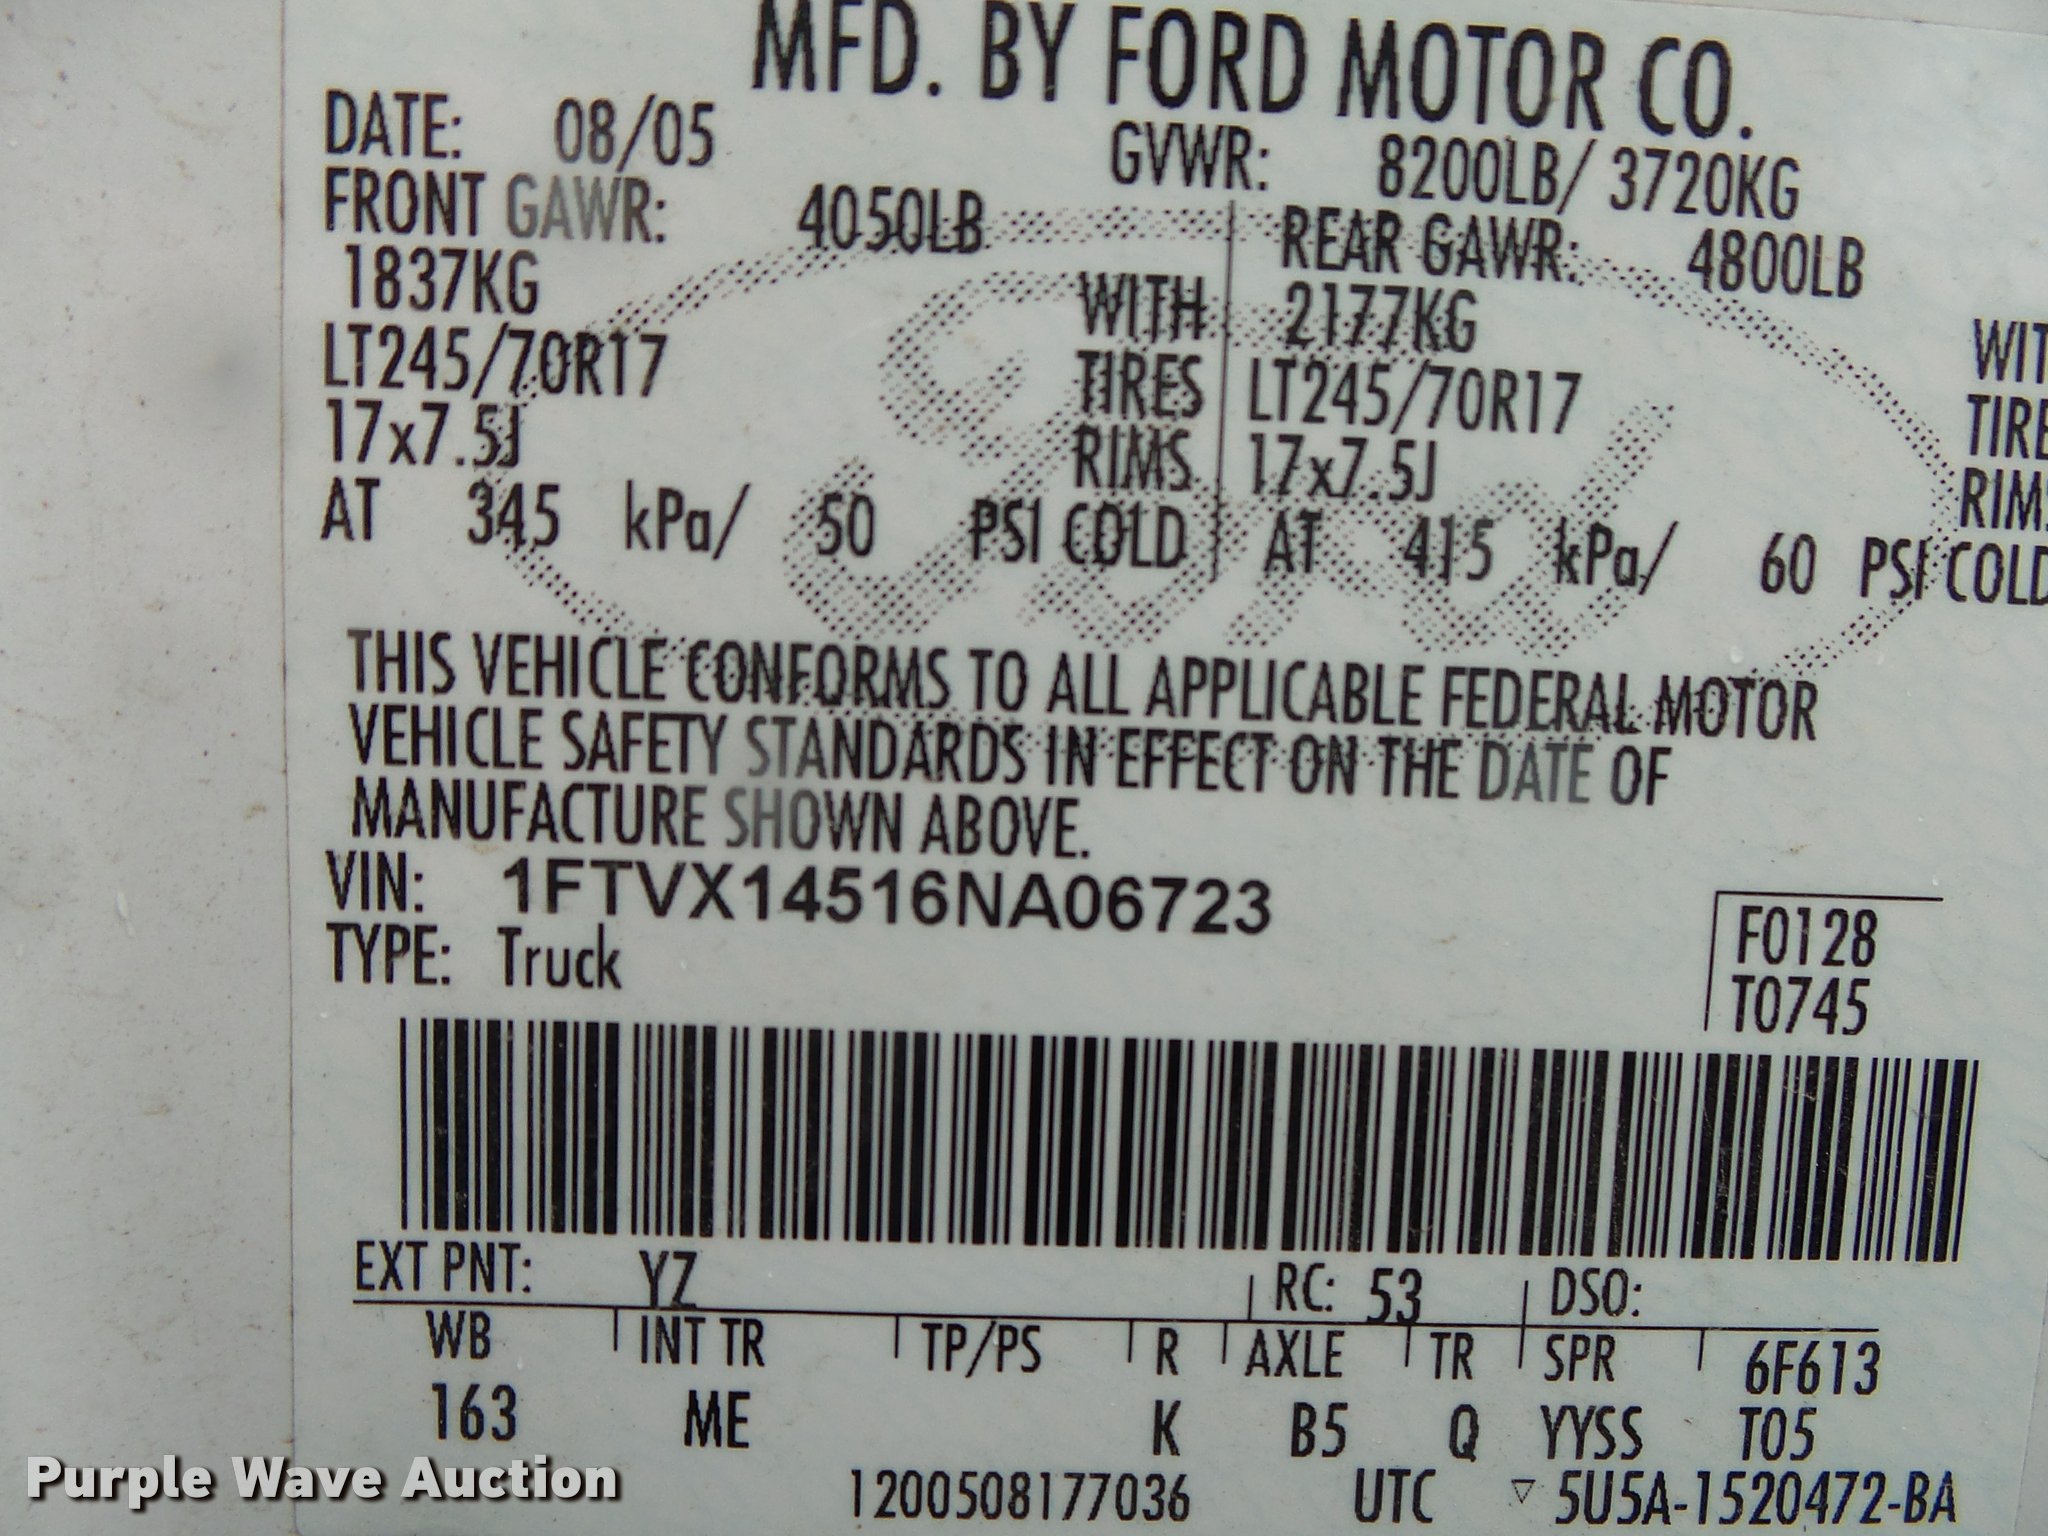 MFD. BY FORD MOTOR CO.
DATE: 08/05 GVWR: 8200LB/ 3720KG
FRONT GAWR: 4050LB REAR GAWR: 4800LB
1837KG WITH 2177KG WIT
LT245/70R17 TIRES LT245/70R17 TIRE
17x7.5J RIMS 17x7.5J RIMS
AT 345 kPa/ 50 PSI COLD AT 415 kPa/ 60 PSI COLD
THIS VEHICLE CONFORMS TO ALL APPLICABLE FEDERAL MOTOR
VEHICLE SAFETY STANDARDS IN EFFECT ON THE DATE OF
MANUFACTURE SHOWN ABOVE.
VIN: 1FTVX14516NA06723
TYPE: Truck
F0128
T0745
EXT PNT: YZ RC: 53 DSO:
WB INT TR TP/PS R AXLE TR SPR 6F613
163 ME K B5 Q YYSS T05
1200508177036 UTC ▽ 5U5A-1520472-BA
Ford
Purple Wave Auction